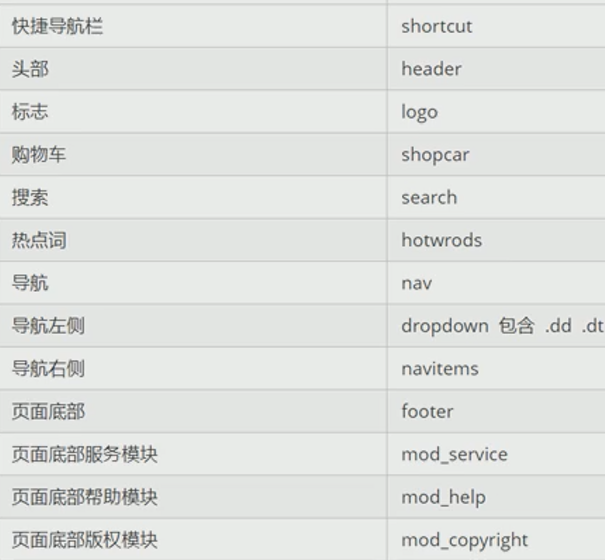 快捷导航栏 shortcut
头部 header
标志 logo
购物车 shopcar
搜索 search
热点词 hotwrods
导航 nav
导航左侧 dropdown 包含 .dd .dt
导航右侧 navitems
页面底部 footer
页面底部服务模块 mod_service
页面底部帮助模块 mod_help
页面底部版权模块 mod_copyright